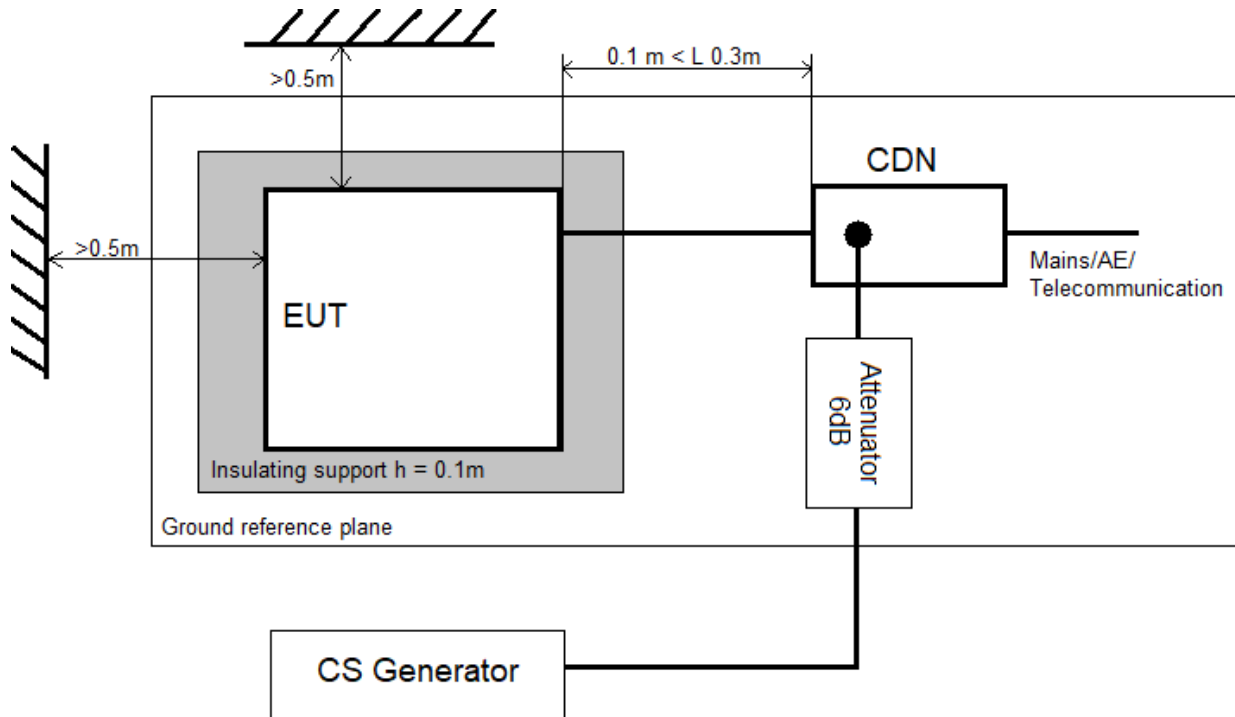 0.1 m < L 0.3m
>0.5m
CDN
>0.5m
Mains/AE/
Telecommunication
EUT
Attenuator
6dB
Insulating support h = 0.1m
Ground reference plane
CS Generator